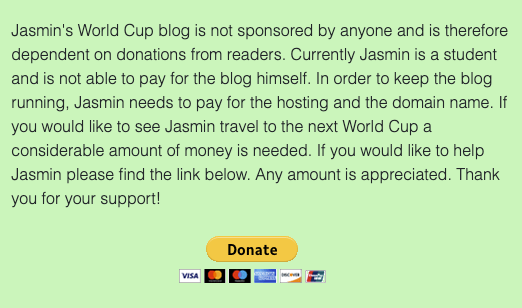 Jasmin's World Cup blog is not sponsored by anyone and is therefore
dependent on donations from readers. Currently Jasmin is a student
and is not able to pay for the blog himself. In order to keep the blog
running, Jasmin needs to pay for the hosting and the domain name. If
you would like to see Jasmin travel to the next World Cup a
considerable amount of money is needed. If you would like to help
Jasmin please find the link below. Any amount is appreciated. Thank
you for your support!
Donate
VISA